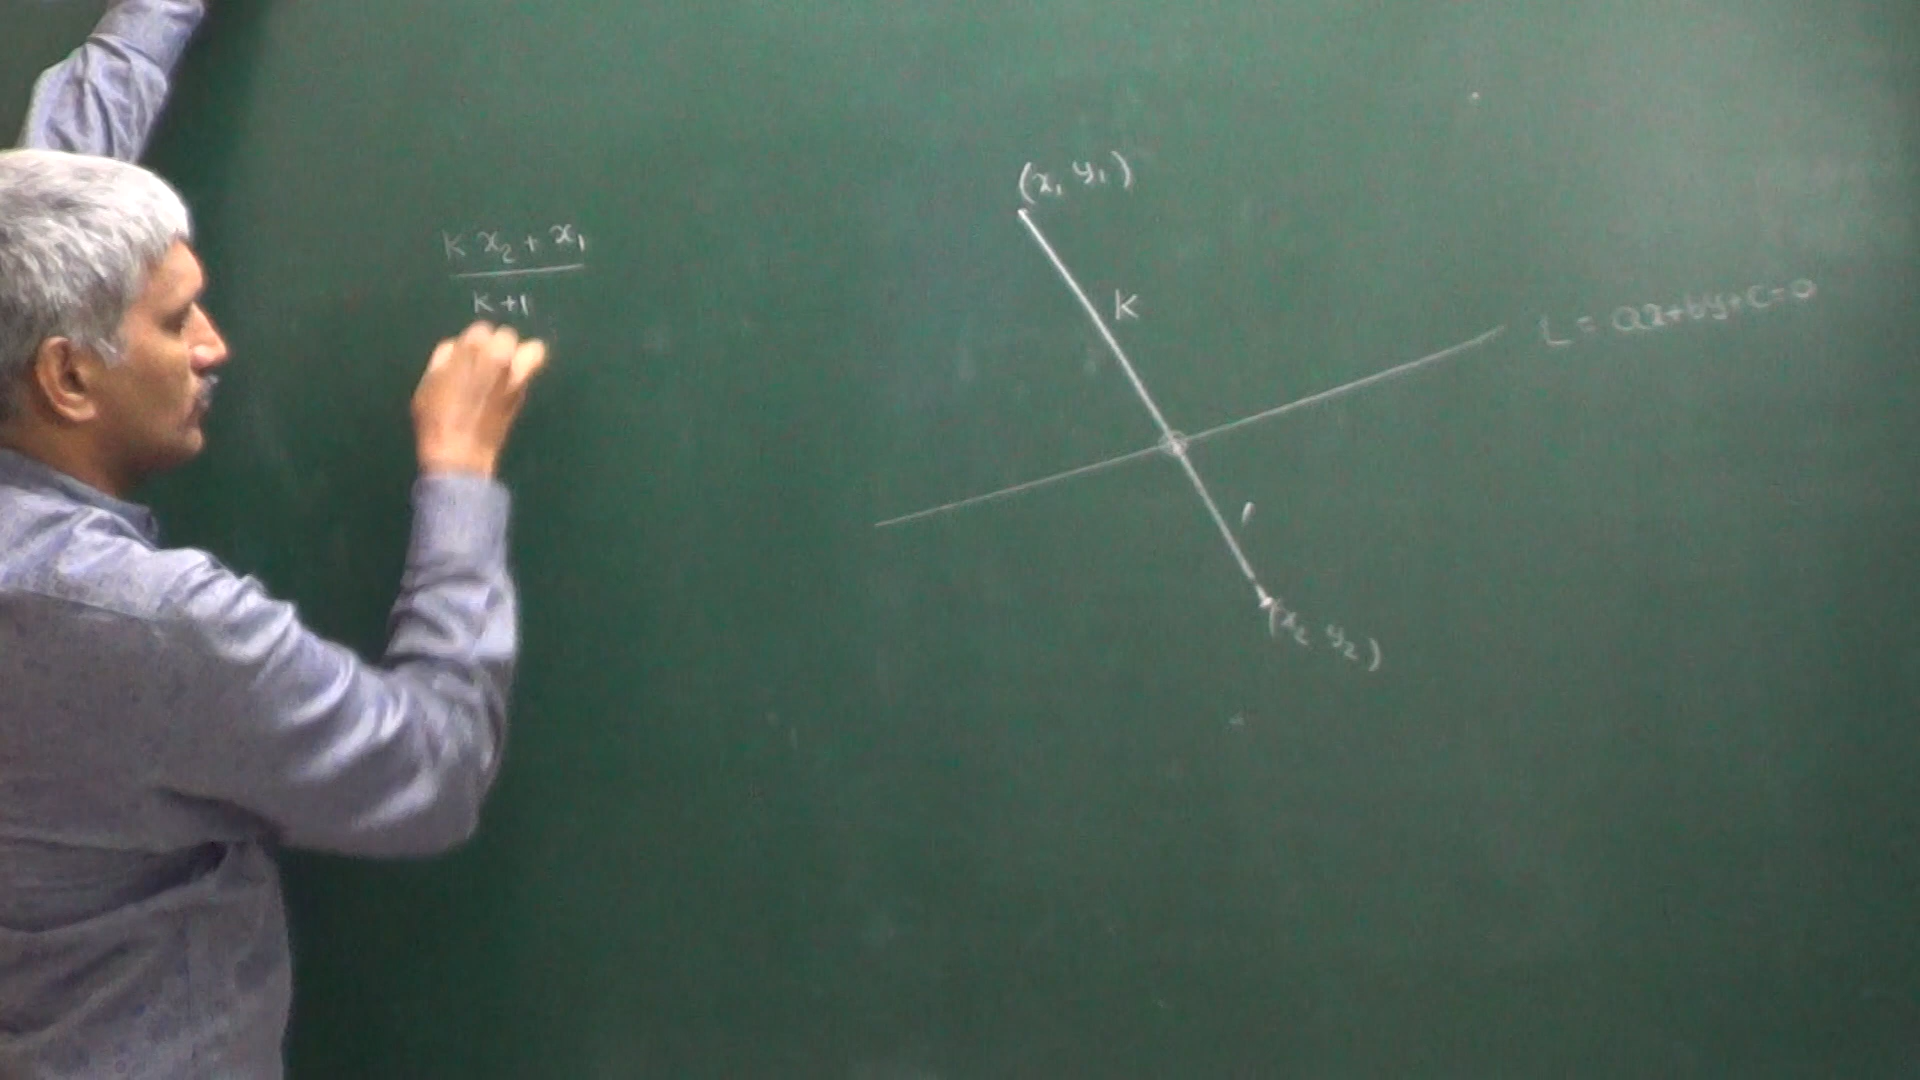 (x₁ y₁)
K x₂ + x₁
K + 1
K
L = ax+by+c=0
1
(x₂ y₂)